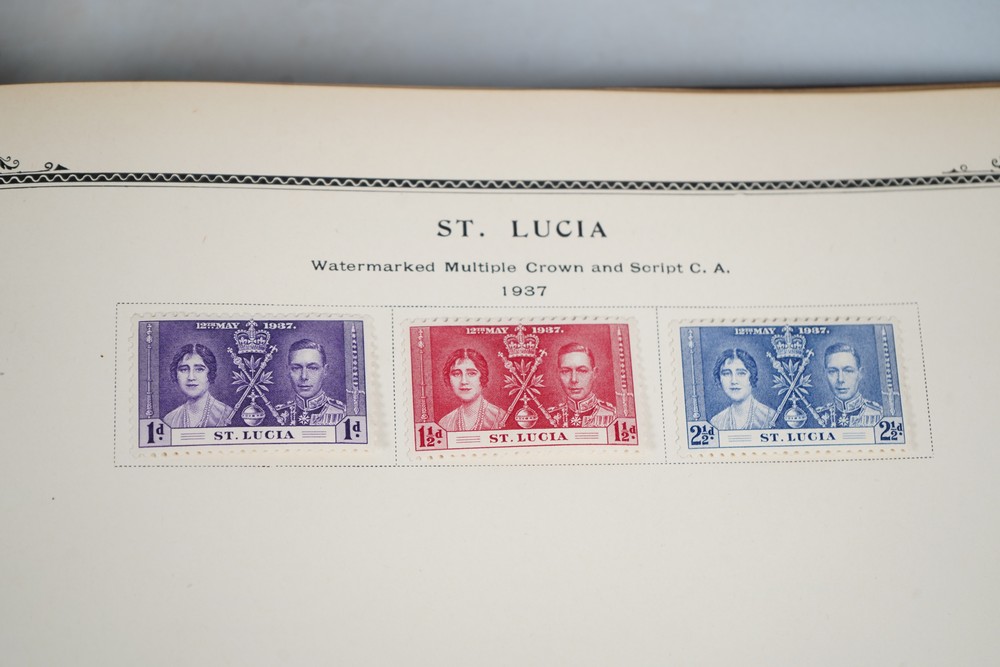 ST. LUCIA
Watermarked Multiple Crown and Script C. A.
1937
12TH MAY 1937.
1d. ST. LUCIA 1d.
12TH MAY 1937.
1½d. ST. LUCIA 1½d.
12TH MAY 1937.
2½d. ST. LUCIA 2½d.